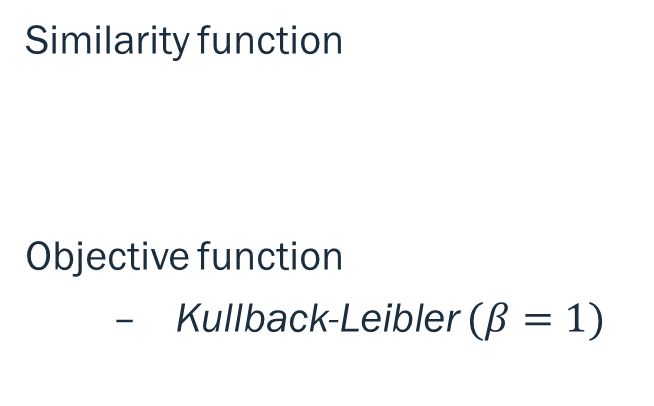 Similarity function
Objective function
– Kullback-Leibler (𝛽 = 1)